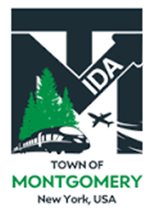 IDA
TOWN OF
MONTGOMERY
New York, USA